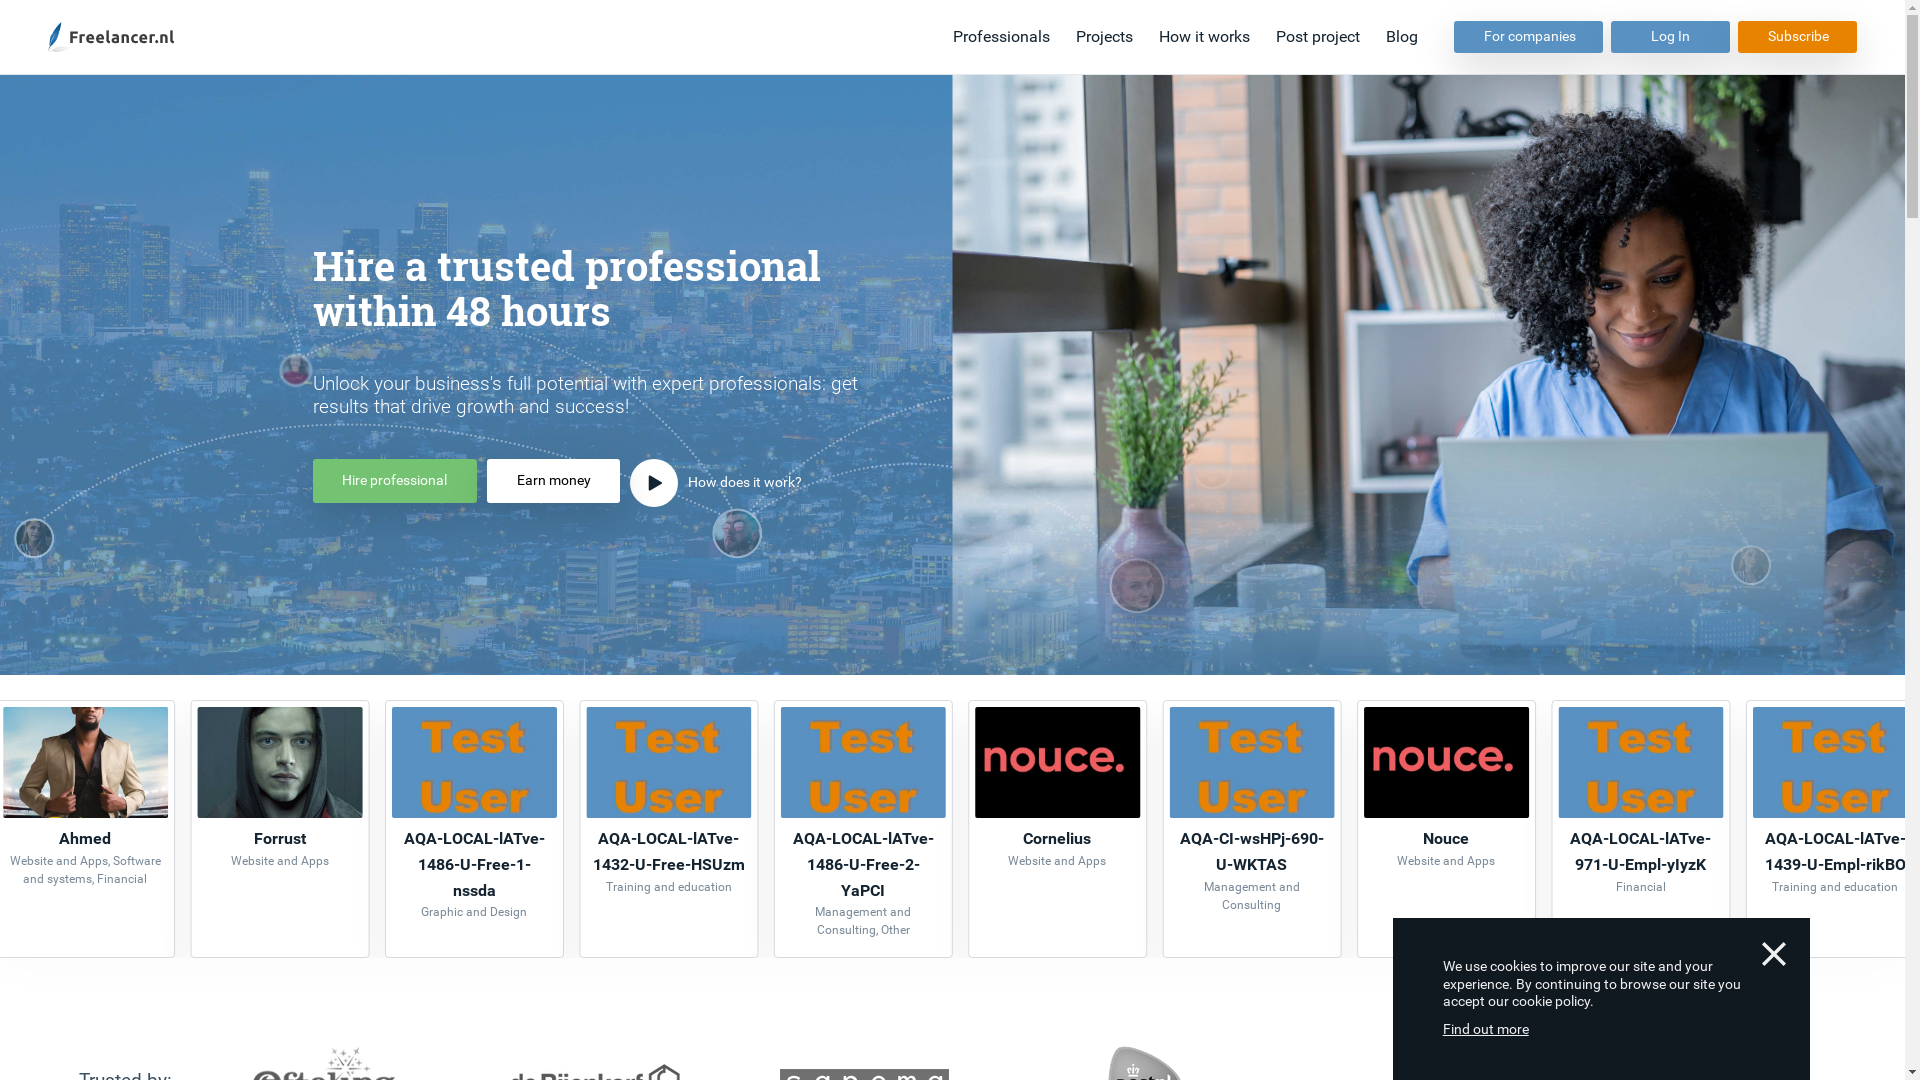 Freelancer.nl
Professionals
Projects
How it works
Post project
Blog
For companies
Log In
Subscribe
Hire a trusted professional
within 48 hours
Unlock your business's full potential with expert professionals: get
results that drive growth and success!
Hire professional
Earn money
How does it work?
Ahmed
Website and Apps, Software
and systems, Financial
Forrust
Website and Apps
Test
User
AQA-LOCAL-lATve-
1486-U-Free-1-
nssda
Graphic and Design
Test
User
AQA-LOCAL-lATve-
1432-U-Free-HSUzm
Training and education
Test
User
AQA-LOCAL-lATve-
1486-U-Free-2-
YaPCI
Management and
Consulting, Other
nouce.
Cornelius
Website and Apps
Test
User
AQA-CI-wsHPj-690-
U-WKTAS
Management and
Consulting
nouce.
Nouce
Website and Apps
Test
User
AQA-LOCAL-lATve-
971-U-Empl-yIyzK
Financial
Test
User
AQA-LOCAL-lATve-
1439-U-Empl-rikBO
Training and education
We use cookies to improve our site and your
experience. By continuing to browse our site you
accept our cookie policy.
Find out more
Trusted by:
Efteling
de Bijenkorf
sanoma